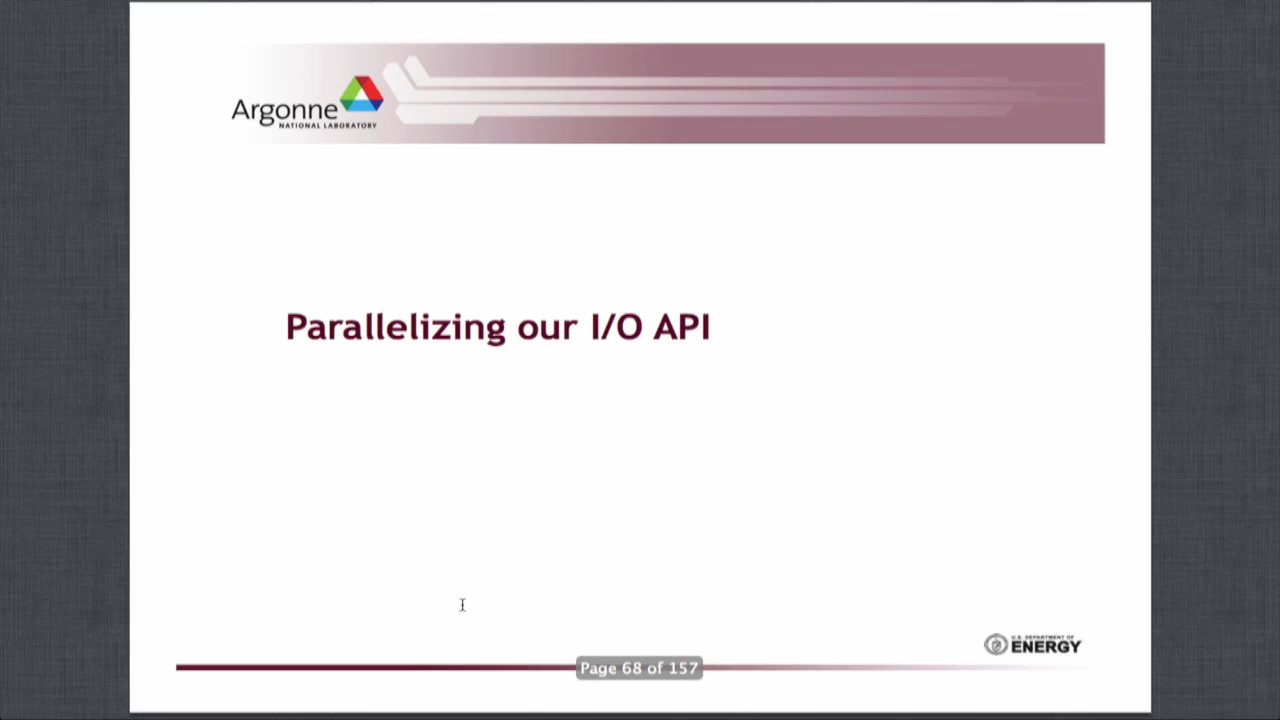 Argonne
NATIONAL LABORATORY
Parallelizing our I/O API
U.S. DEPARTMENT OF
ENERGY
Page 68 of 157